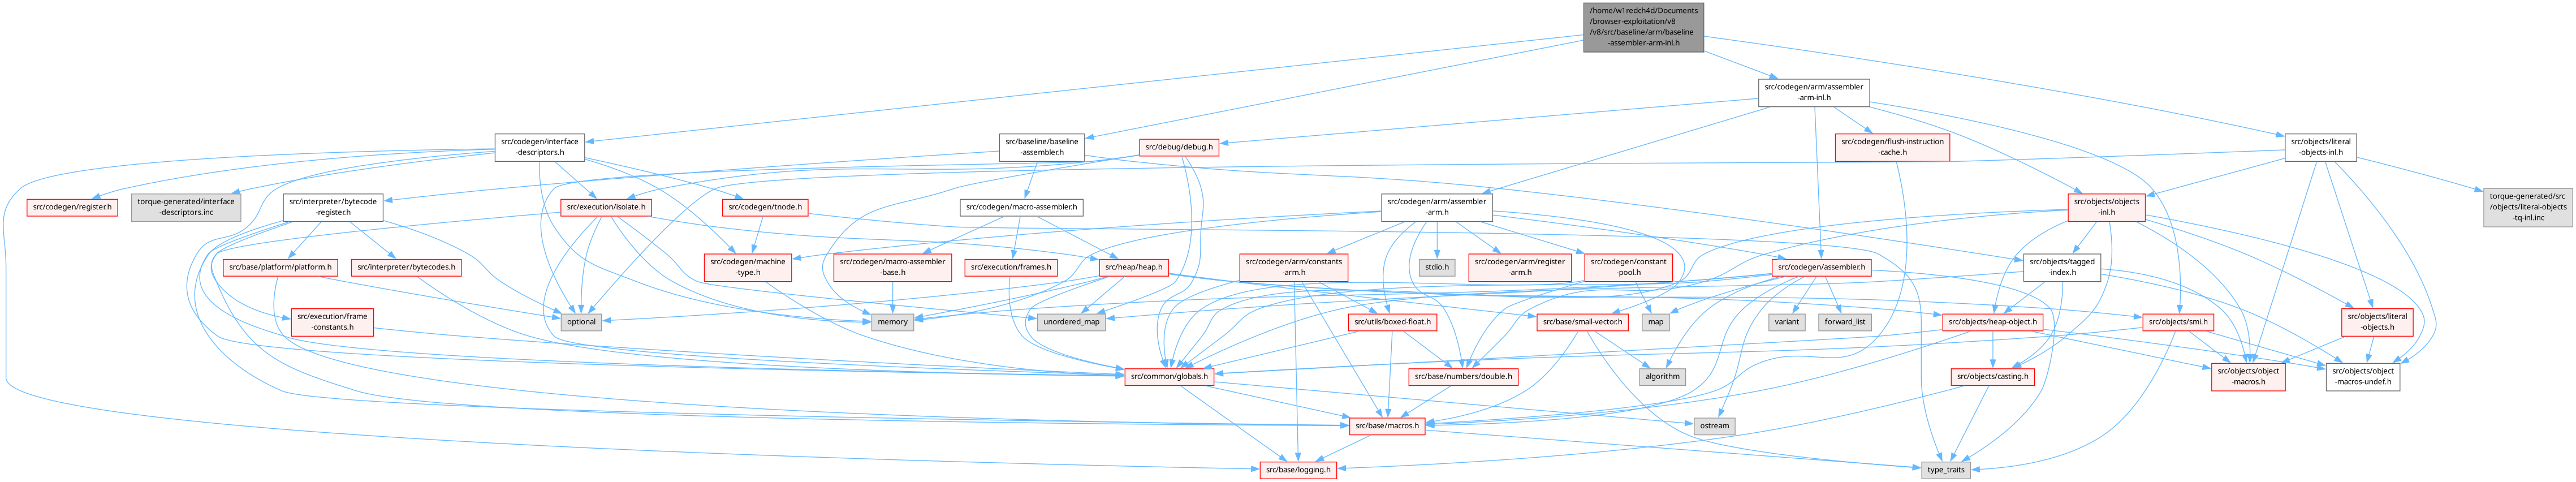 /home/w1redch4d/Documents
/browser-exploitation/v8
/v8/src/baseline/arm/baseline
-assembler-arm-inl.h
src/codegen/arm/assembler
-arm-inl.h
src/codegen/interface
-descriptors.h
src/baseline/baseline
-assembler.h
src/debug/debug.h
src/codegen/flush-instruction
-cache.h
src/objects/literal
-objects-inl.h
src/codegen/register.h
torque-generated/interface
-descriptors.inc
src/interpreter/bytecode
-register.h
src/execution/isolate.h
src/codegen/tnode.h
src/codegen/macro-assembler.h
src/codegen/arm/assembler
-arm.h
src/objects/objects
-inl.h
torque-generated/src
/objects/literal-objects
-tq-inl.inc
src/base/platform/platform.h
src/interpreter/bytecodes.h
src/codegen/machine
-type.h
src/codegen/macro-assembler
-base.h
src/execution/frames.h
src/heap/heap.h
src/codegen/arm/constants
-arm.h
stdio.h
src/codegen/arm/register
-arm.h
src/codegen/constant
-pool.h
src/codegen/assembler.h
src/objects/tagged
-index.h
src/execution/frame
-constants.h
optional
memory
unordered_map
src/utils/boxed-float.h
src/base/small-vector.h
map
variant
forward_list
src/objects/heap-object.h
src/objects/smi.h
src/objects/literal
-objects.h
src/common/globals.h
src/base/numbers/double.h
algorithm
src/objects/casting.h
src/objects/object
-macros.h
src/objects/object
-macros-undef.h
src/base/macros.h
ostream
src/base/logging.h
type_traits